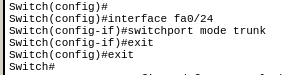 Switch(config)#
Switch(config)#interface fa0/24
Switch(config-if)#switchport mode trunk
Switch(config-if)#exit
Switch(config)#exit
Switch#